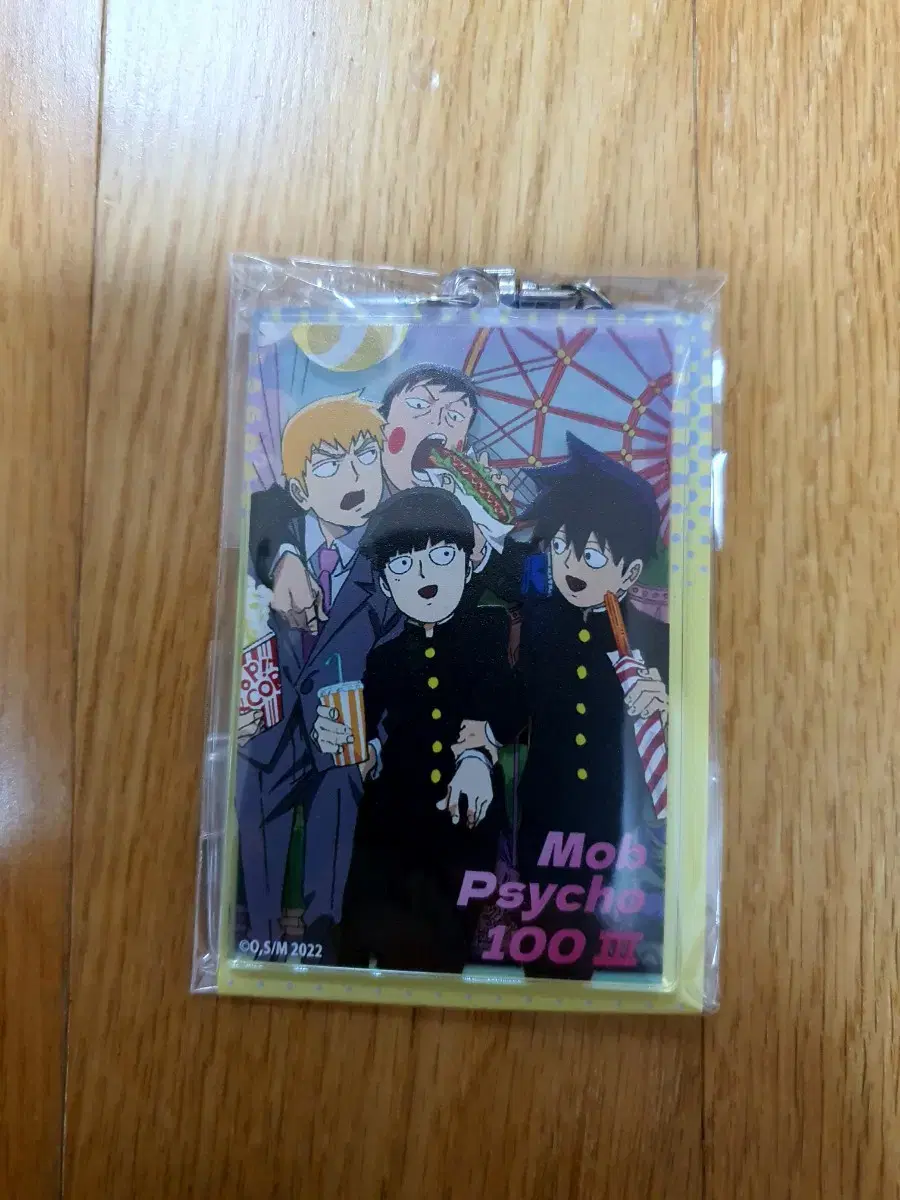 Mob
Psycho
100 III
©O,S/M 2022